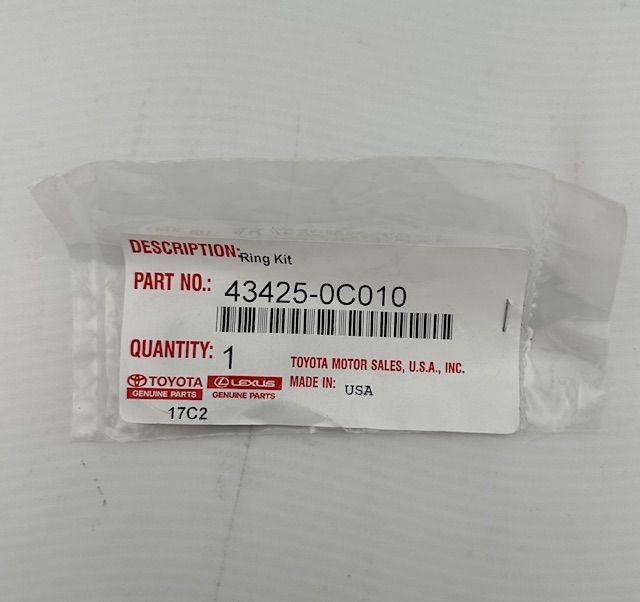 DESCRIPTION: Ring Kit
PART NO.: 43425-0C010
QUANTITY: 1
TOYOTA MOTOR SALES, U.S.A., INC.
TOYOTA LEXUS MADE IN: USA
GENUINE PARTS GENUINE PARTS
17C2